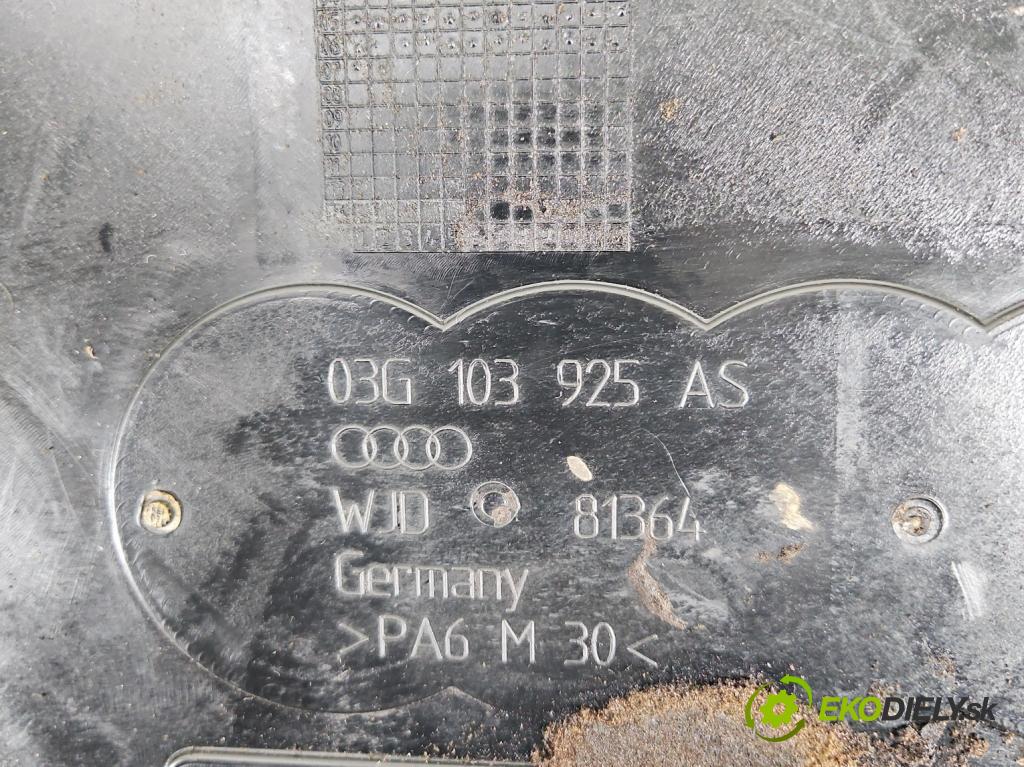 03G 103 925 AS
WJD 81364
Germany
>PA6 M 30<
EKODIELY.sk